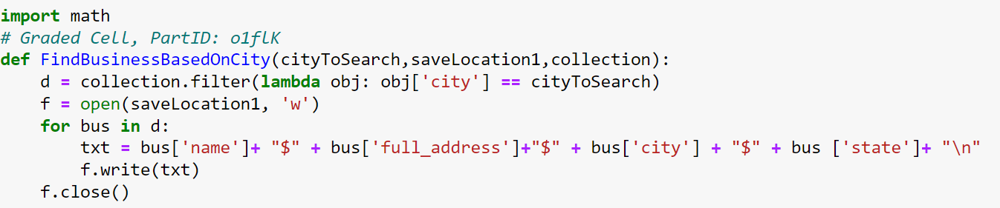 import math
# Graded Cell, PartID: o1flK
def FindBusinessBasedOnCity(cityToSearch,saveLocation1,collection):
    d = collection.filter(lambda obj: obj['city'] == cityToSearch)
    f = open(saveLocation1, 'w')
    for bus in d:
        txt = bus['name']+ "$" + bus['full_address']+"$" + bus['city'] + "$" + bus ['state']+ "\n"
        f.write(txt)
    f.close()